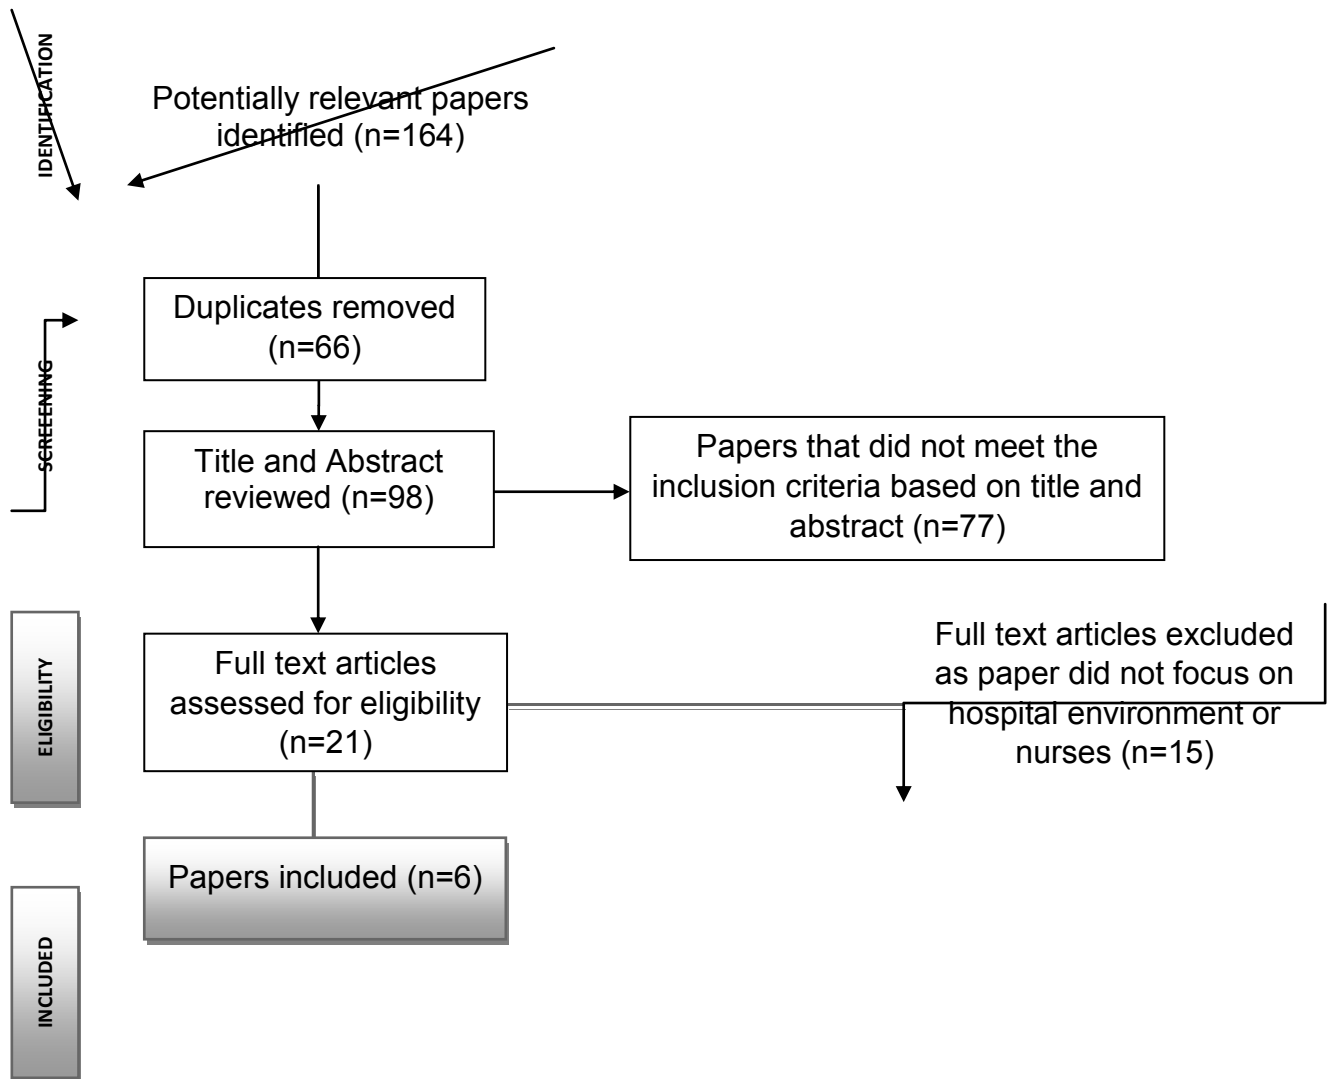 IDENTIFICATION
Potentially relevant papers
identified (n=164)
Duplicates removed
(n=66)
SCREENING
Title and Abstract
reviewed (n=98)
Papers that did not meet the
inclusion criteria based on title and
abstract (n=77)
ELIGIBILITY
Full text articles
assessed for eligibility
(n=21)
Full text articles excluded
as paper did not focus on
hospital environment or
nurses (n=15)
Papers included (n=6)
INCLUDED